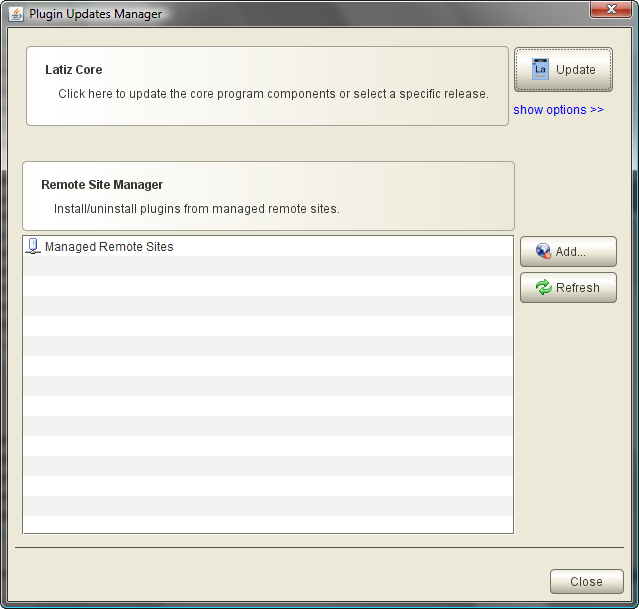 Plugin Updates Manager
Latiz Core
Click here to update the core program components or select a specific release.
La Update
show options >>
Remote Site Manager
Install/uninstall plugins from managed remote sites.
Managed Remote Sites
Add...
Refresh
Close